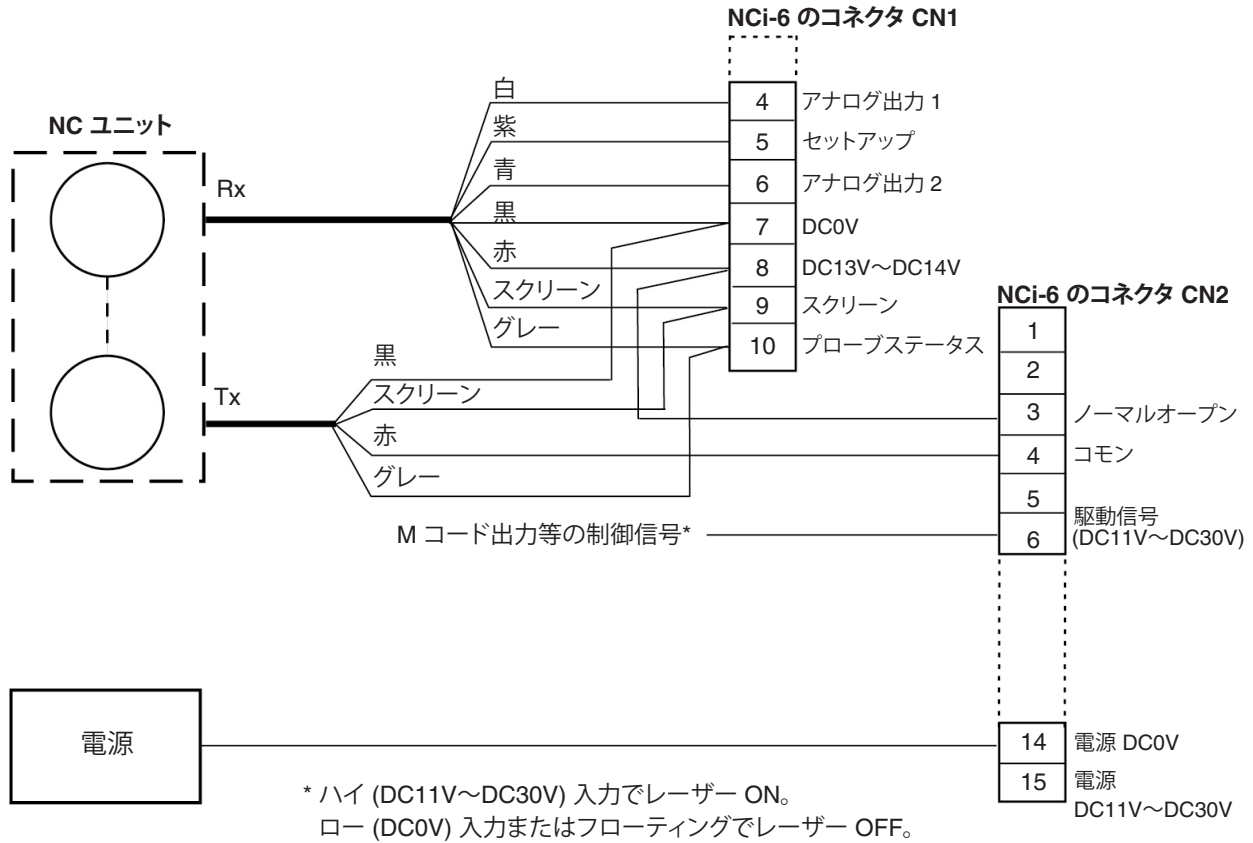 NCi-6 のコネクタ CN1
NC ユニット
Rx
Tx
白
紫
青
黒
赤
スクリーン
グレー
4 アナログ出力 1
5 セットアップ
6 アナログ出力 2
7 DC0V
8 DC13V～DC14V
9 スクリーン
10 プローブステータス
黒
スクリーン
赤
グレー
NCi-6 のコネクタ CN2
1
2
3 ノーマルオープン
4 コモン
5
6 駆動信号
(DC11V～DC30V)
M コード出力等の制御信号*
電源
14 電源 DC0V
15 電源
DC11V～DC30V
* ハイ (DC11V～DC30V) 入力でレーザー ON。
ロー (DC0V) 入力またはフローティングでレーザー OFF。